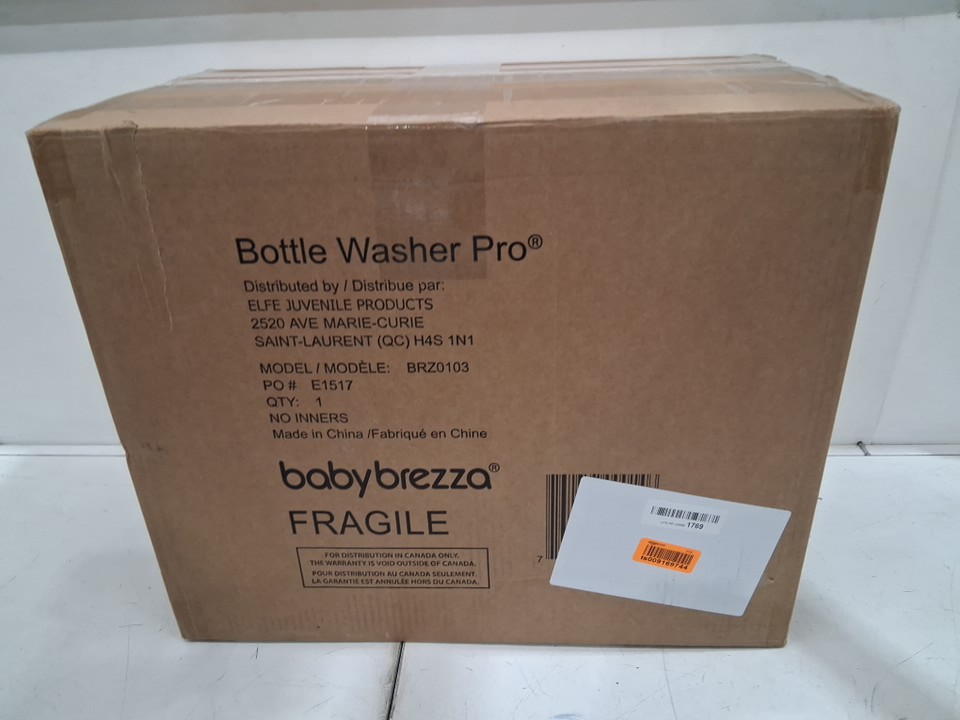 Bottle Washer Pro®
Distributed by / Distribue par:
ELFE JUVENILE PRODUCTS
2520 AVE MARIE-CURIE
SAINT-LAURENT (QC) H4S 1N1
MODEL / MODÈLE: BRZ0103
PO # E1517
QTY: 1
NO INNERS
Made in China /Fabriqué en Chine
babybrezza®
FRAGILE
FOR DISTRIBUTION IN CANADA ONLY.
THE WARRANTY IS VOID OUTSIDE OF CANADA.
POUR DISTRIBUTION AU CANADA SEULEMENT.
LA GARANTIE EST ANNULÉE HORS DU CANADA.
7
1769
ts009169744